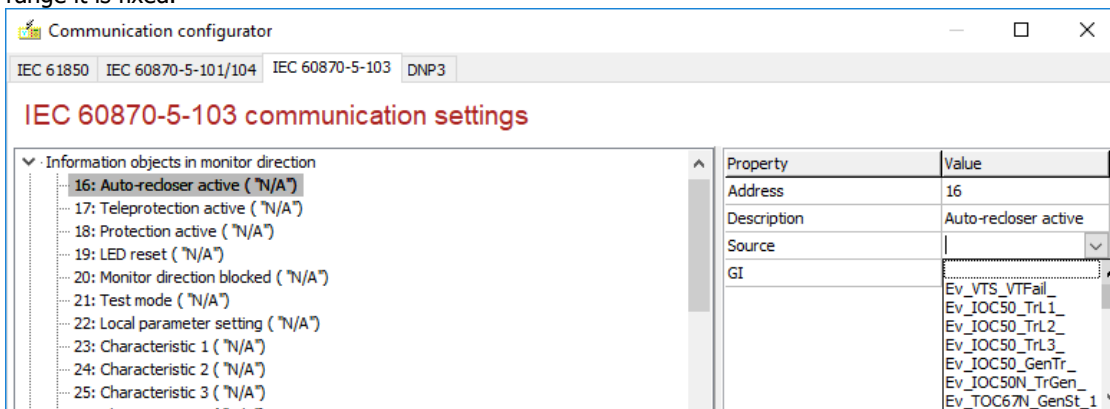 range it is fixed.
Communication configurator
IEC 61850 IEC 60870-5-101/104 IEC 60870-5-103 DNP3
IEC 60870-5-103 communication settings
Information objects in monitor direction
16: Auto-recloser active ( "N/A")
17: Teleprotection active ( "N/A")
18: Protection active ( "N/A")
19: LED reset ( "N/A")
20: Monitor direction blocked ( "N/A")
21: Test mode ( "N/A")
22: Local parameter setting ( "N/A")
23: Characteristic 1 ( "N/A")
24: Characteristic 2 ( "N/A")
25: Characteristic 3 ( "N/A")
Property Value
Address 16
Description Auto-recloser active
Source
GI
Ev_VTS_VTFail_
Ev_IOC50_TrL1_
Ev_IOC50_TrL2_
Ev_IOC50_TrL3_
Ev_IOC50_GenTr_
Ev_IOC50N_TrGen_
Ev_TOC67N_GenSt_1